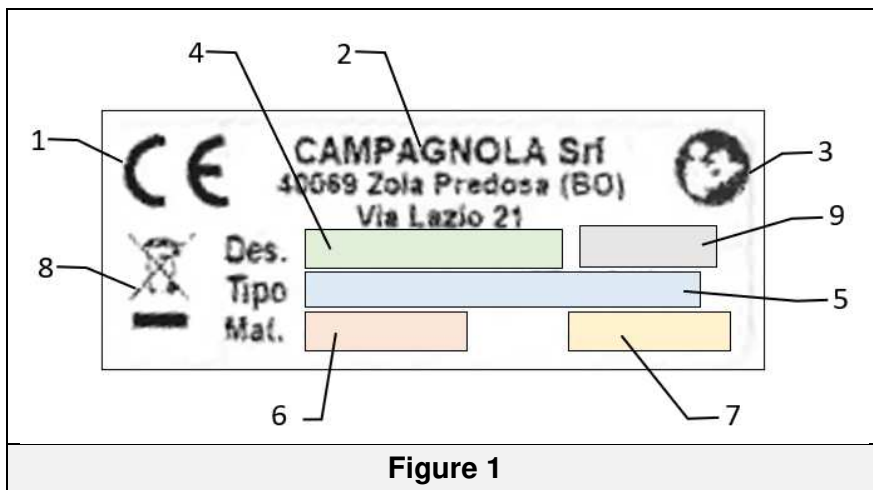 4 2
1 CE CAMPAGNOLA Srl 3
40069 Zola Predosa (BO)
Via Lazio 21
9
8 Des.
Tipo 5
Mat.
6 7
Figure 1